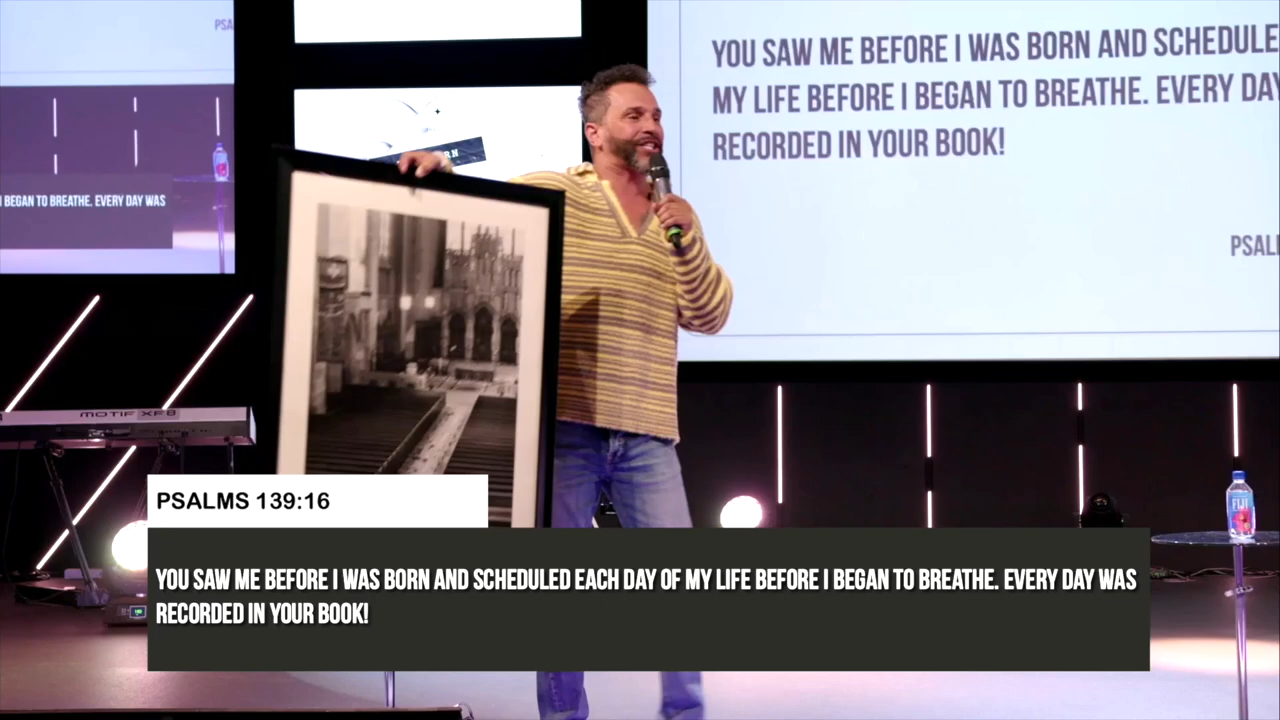 PSA
YOU SAW ME BEFORE I WAS BORN AND SCHEDULE
MY LIFE BEFORE I BEGAN TO BREATHE. EVERY DAY
RECORDED IN YOUR BOOK!
PSAL
BEGAN TO BREATHE. EVERY DAY WAS
MOTIF XF8
FIJI
PSALMS 139:16
YOU SAW ME BEFORE I WAS BORN AND SCHEDULED EACH DAY OF MY LIFE BEFORE I BEGAN TO BREATHE. EVERY DAY WAS
RECORDED IN YOUR BOOK!